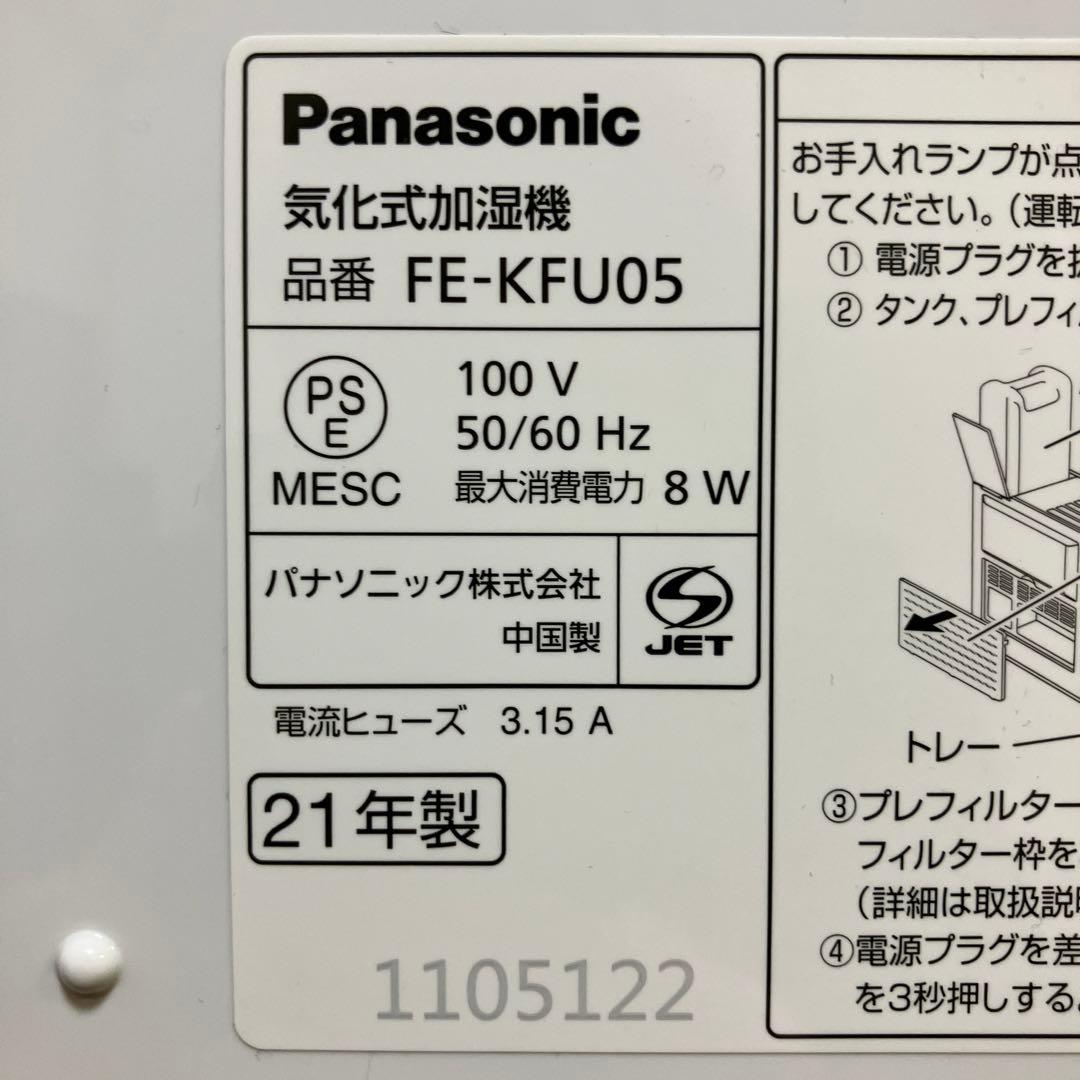 Panasonic
気化式加湿機
品番 FE-KFU05
PS
E
MESC
100 V
50/60 Hz
最大消費電力 8 W
パナソニック株式会社
中国製
JET
電流ヒューズ 3.15 A
21年製
1105122
お手入れランプが点
してください。（運転
① 電源プラグを
② タンク、プレフィ
トレー
③プレフィルター
フィルター枠を
（詳細は取扱説
④電源プラグを差
を3秒押しする